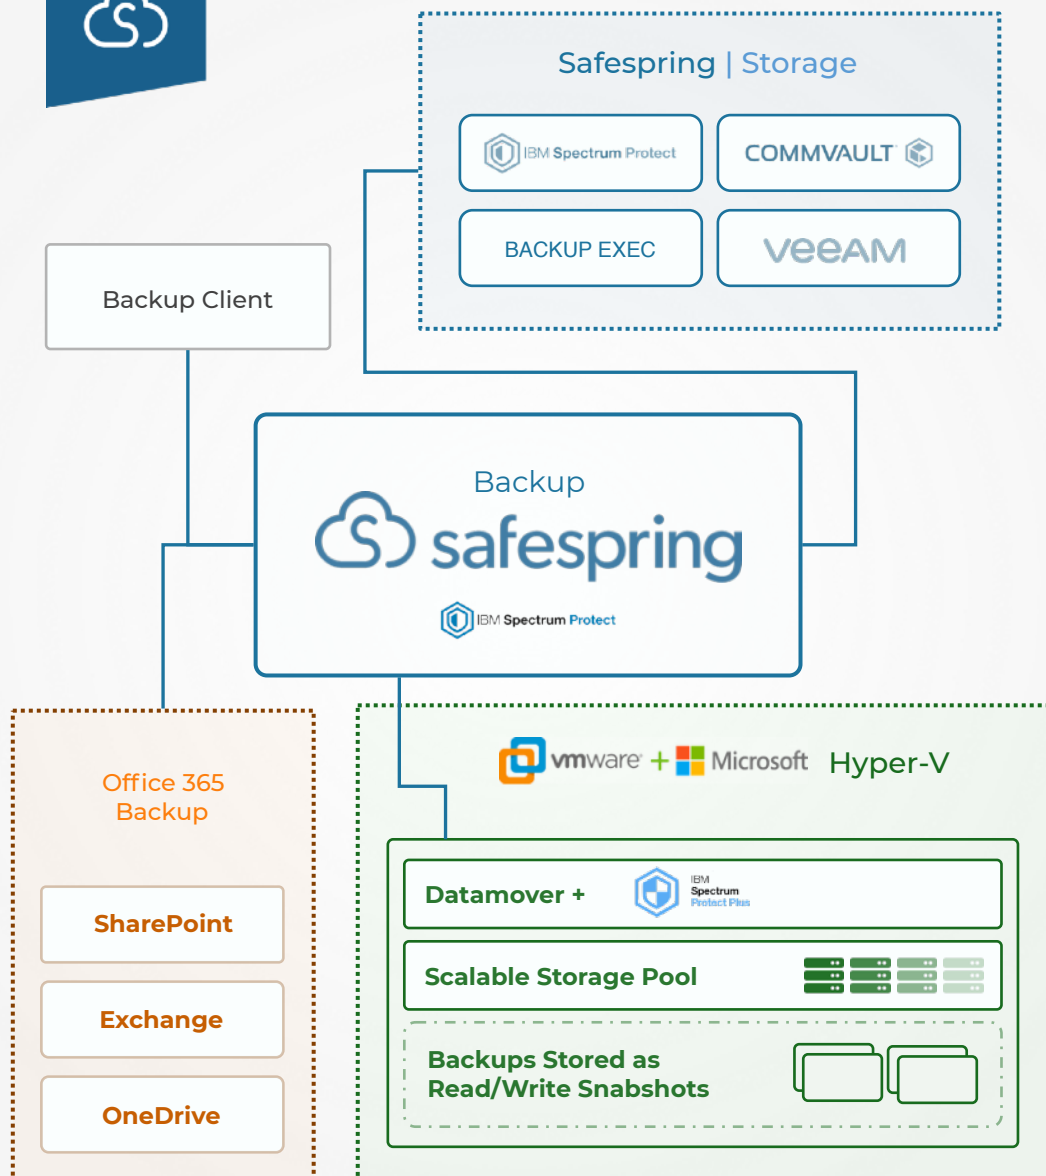 Safespring | Storage
IBM Spectrum Protect
COMMVAULT
BACKUP EXEC
veeAM
Backup Client
Backup
safespring
IBM Spectrum Protect
Office 365
Backup
SharePoint
Exchange
OneDrive
vmware + Microsoft Hyper-V
Datamover +
IBM
Spectrum
Protect Plus
Scalable Storage Pool
Backups Stored as
Read/Write Snabshots